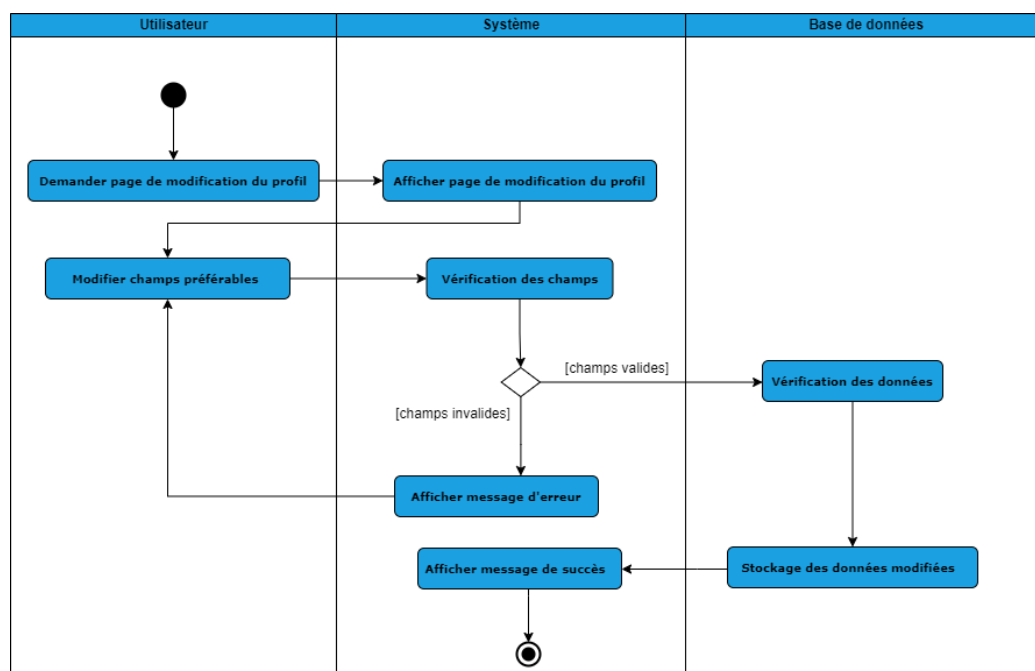 Utilisateur
Système
Base de données
Demander page de modification du profil
Afficher page de modification du profil
Modifier champs préférables
Vérification des champs
[champs valides]
Vérification des données
[champs invalides]
Afficher message d'erreur
Afficher message de succès
Stockage des données modifiées